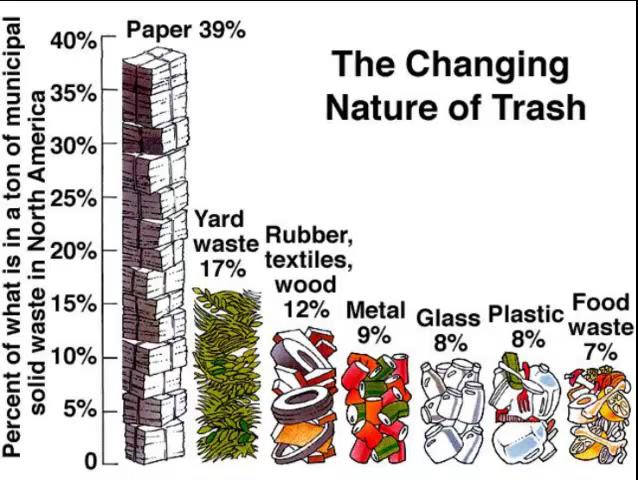 The Changing
Nature of Trash
Percent of what is in a ton of municipal
solid waste in North America
40%
35%
30%
25%
20%
15%
10%
5%
0
Paper 39%
Yard
waste
17%
Rubber,
textiles,
wood
12%
Metal
9%
Glass
8%
Plastic
8%
Food
waste
7%